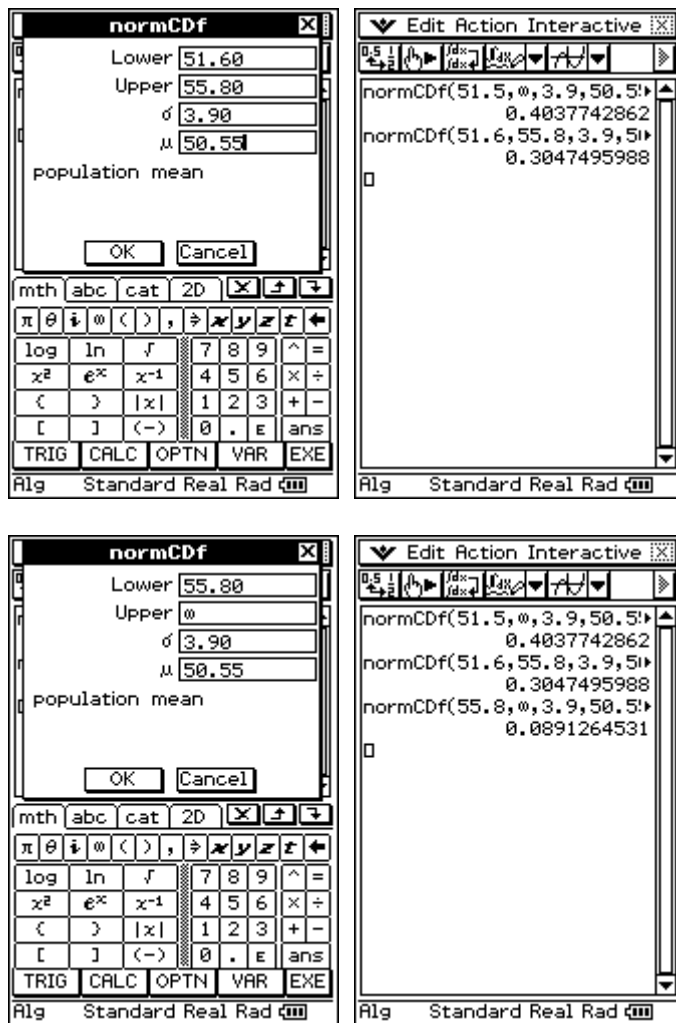 normCDf
Lower 51.60
Upper 55.80
σ 3.90
μ 50.55
population mean
OK Cancel
mth abc cat 2D
π θ i ∞ ( ) , ⇒ x y z t
log ln √ 7 8 9 ^ =
x² eˣ x⁻¹ 4 5 6 × ÷
( ) |x| 1 2 3 + −
[ ] (−) 0 . E ans
TRIG CALC OPTN VAR EXE
Alg Standard Real Rad
Edit Action Interactive
normCDf(51.5,∞,3.9,50.5
0.4037742862
normCDf(51.6,55.8,3.9,5
0.3047495988
Alg Standard Real Rad
normCDf
Lower 55.80
Upper ∞
σ 3.90
μ 50.55
population mean
OK Cancel
mth abc cat 2D
π θ i ∞ ( ) , ⇒ x y z t
log ln √ 7 8 9 ^ =
x² eˣ x⁻¹ 4 5 6 × ÷
( ) |x| 1 2 3 + −
[ ] (−) 0 . E ans
TRIG CALC OPTN VAR EXE
Alg Standard Real Rad
Edit Action Interactive
normCDf(51.5,∞,3.9,50.5
0.4037742862
normCDf(51.6,55.8,3.9,5
0.3047495988
normCDf(55.8,∞,3.9,50.5
0.0891264531
Alg Standard Real Rad